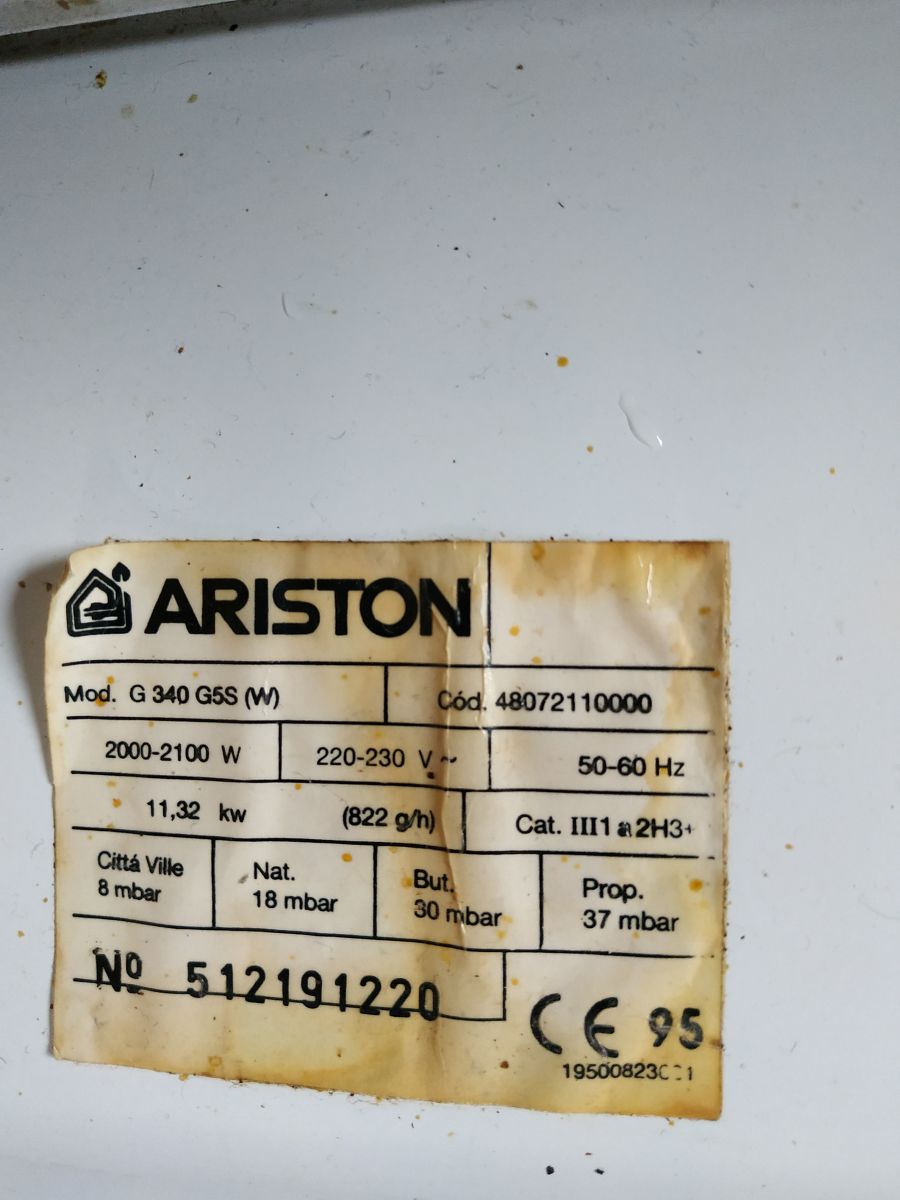 ARISTON
Mod. G 340 G5S (W)
Cód. 48072110000
2000-2100 W
220-230 V ~
50-60 Hz
11,32 kw (822 g/h)
Cat. III1 a 2H3+
Cittá Ville
8 mbar
Nat.
18 mbar
But.
30 mbar
Prop.
37 mbar
Nº 512191220
CE 95